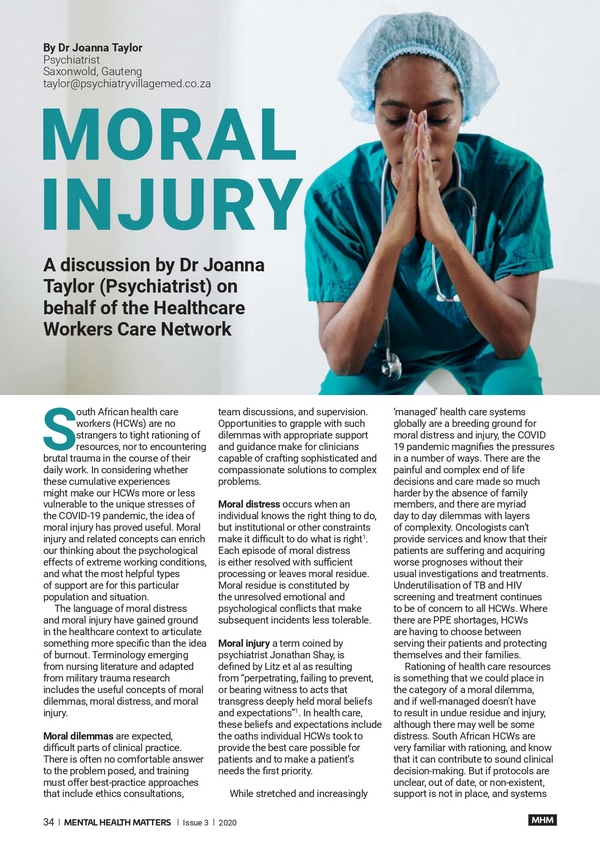 By Dr Joanna Taylor
Psychiatrist
Saxonwold, Gauteng
taylor@psychiatryvillagemed.co.za
MORAL
INJURY
A discussion by Dr Joanna
Taylor (Psychiatrist) on
behalf of the Healthcare
Workers Care Network
South African health care
workers (HCWs) are no
strangers to tight rationing of
resources, nor to encountering
brutal trauma in the course of their
daily work. In considering whether
these cumulative experiences
might make our HCWs more or less
vulnerable to the unique stresses of
the COVID-19 pandemic, the idea of
moral injury has proved useful. Moral
injury and related concepts can enrich
our thinking about the psychological
effects of extreme working conditions,
and what the most helpful types
of support are for this particular
population and situation.
The language of moral distress
and moral injury have gained ground
in the healthcare context to articulate
something more specific than the idea
of burnout. Terminology emerging
from nursing literature and adapted
from military trauma research
includes the useful concepts of moral
dilemmas, moral distress, and moral
injury.
Moral dilemmas are expected,
difficult parts of clinical practice.
There is often no comfortable answer
to the problem posed, and training
must offer best-practice approaches
that include ethics consultations,
team discussions, and supervision.
Opportunities to grapple with such
dilemmas with appropriate support
and guidance make for clinicians
capable of crafting sophisticated and
compassionate solutions to complex
problems.
Moral distress occurs when an
individual knows the right thing to do,
but institutional or other constraints
make it difficult to do what is right¹.
Each episode of moral distress
is either resolved with sufficient
processing or leaves moral residue.
Moral residue is constituted by
the unresolved emotional and
psychological conflicts that make
subsequent incidents less tolerable.
Moral injury a term coined by
psychiatrist Jonathan Shay, is
defined by Litz et al as resulting
from “perpetrating, failing to prevent,
or bearing witness to acts that
transgress deeply held moral beliefs
and expectations”¹. In health care,
these beliefs and expectations include
the oaths individual HCWs took to
provide the best care possible for
patients and to make a patient’s
needs the first priority.
While stretched and increasingly
‘managed’ health care systems
globally are a breeding ground for
moral distress and injury, the COVID
19 pandemic magnifies the pressures
in a number of ways. There are the
painful and complex end of life
decisions and care made so much
harder by the absence of family
members, and there are myriad
day to day dilemmas with layers
of complexity. Oncologists can’t
provide services and know that their
patients are suffering and acquiring
worse prognoses without their
usual investigations and treatments.
Underutilisation of TB and HIV
screening and treatment continues
to be of concern to all HCWs. Where
there are PPE shortages, HCWs
are having to choose between
serving their patients and protecting
themselves and their families.
Rationing of health care resources
is something that we could place in
the category of a moral dilemma,
and if well-managed doesn’t have
to result in undue residue and injury,
although there may well be some
distress. South African HCWs are
very familiar with rationing, and know
that it can contribute to sound clinical
decision-making. But if protocols are
unclear, out of date, or non-existent,
support is not in place, and systems
34 | MENTAL HEALTH MATTERS | Issue 3 | 2020
MHM